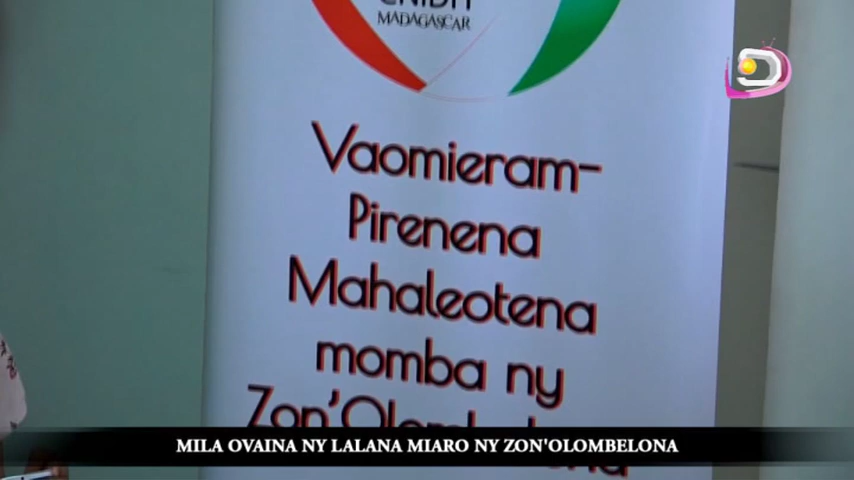 MADAGASCAR
Vaomieram-
Pirenena
Mahaleotena
momba ny
MILA OVAINA NY LALANA MIARO NY ZON'OLOMBELONA